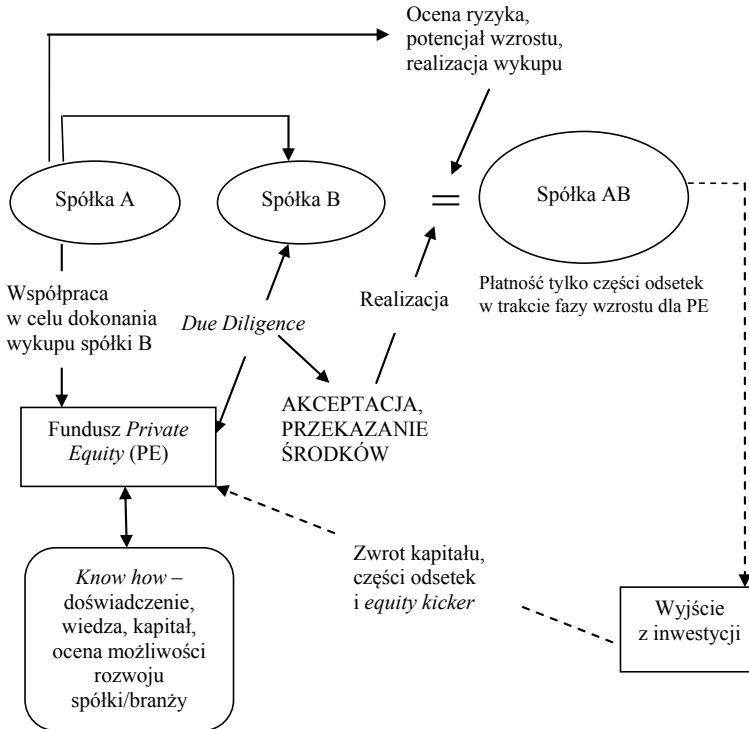 Ocena ryzyka,
potencjał wzrostu,
realizacja wykupu
Spółka A
Spółka B
=
Spółka AB
Współpraca
w celu dokonania
wykupu spółki B
Due Diligence
Realizacja
Płatność tylko części odsetek
w trakcie fazy wzrostu dla PE
AKCEPTACJA,
PRZEKAZANIE
ŚRODKÓW
Fundusz Private
Equity (PE)
Know how –
doświadczenie,
wiedza, kapitał,
ocena możliwości
rozwoju
spółki/branży
Zwrot kapitału,
części odsetek
i equity kicker
Wyjście
z inwestycji